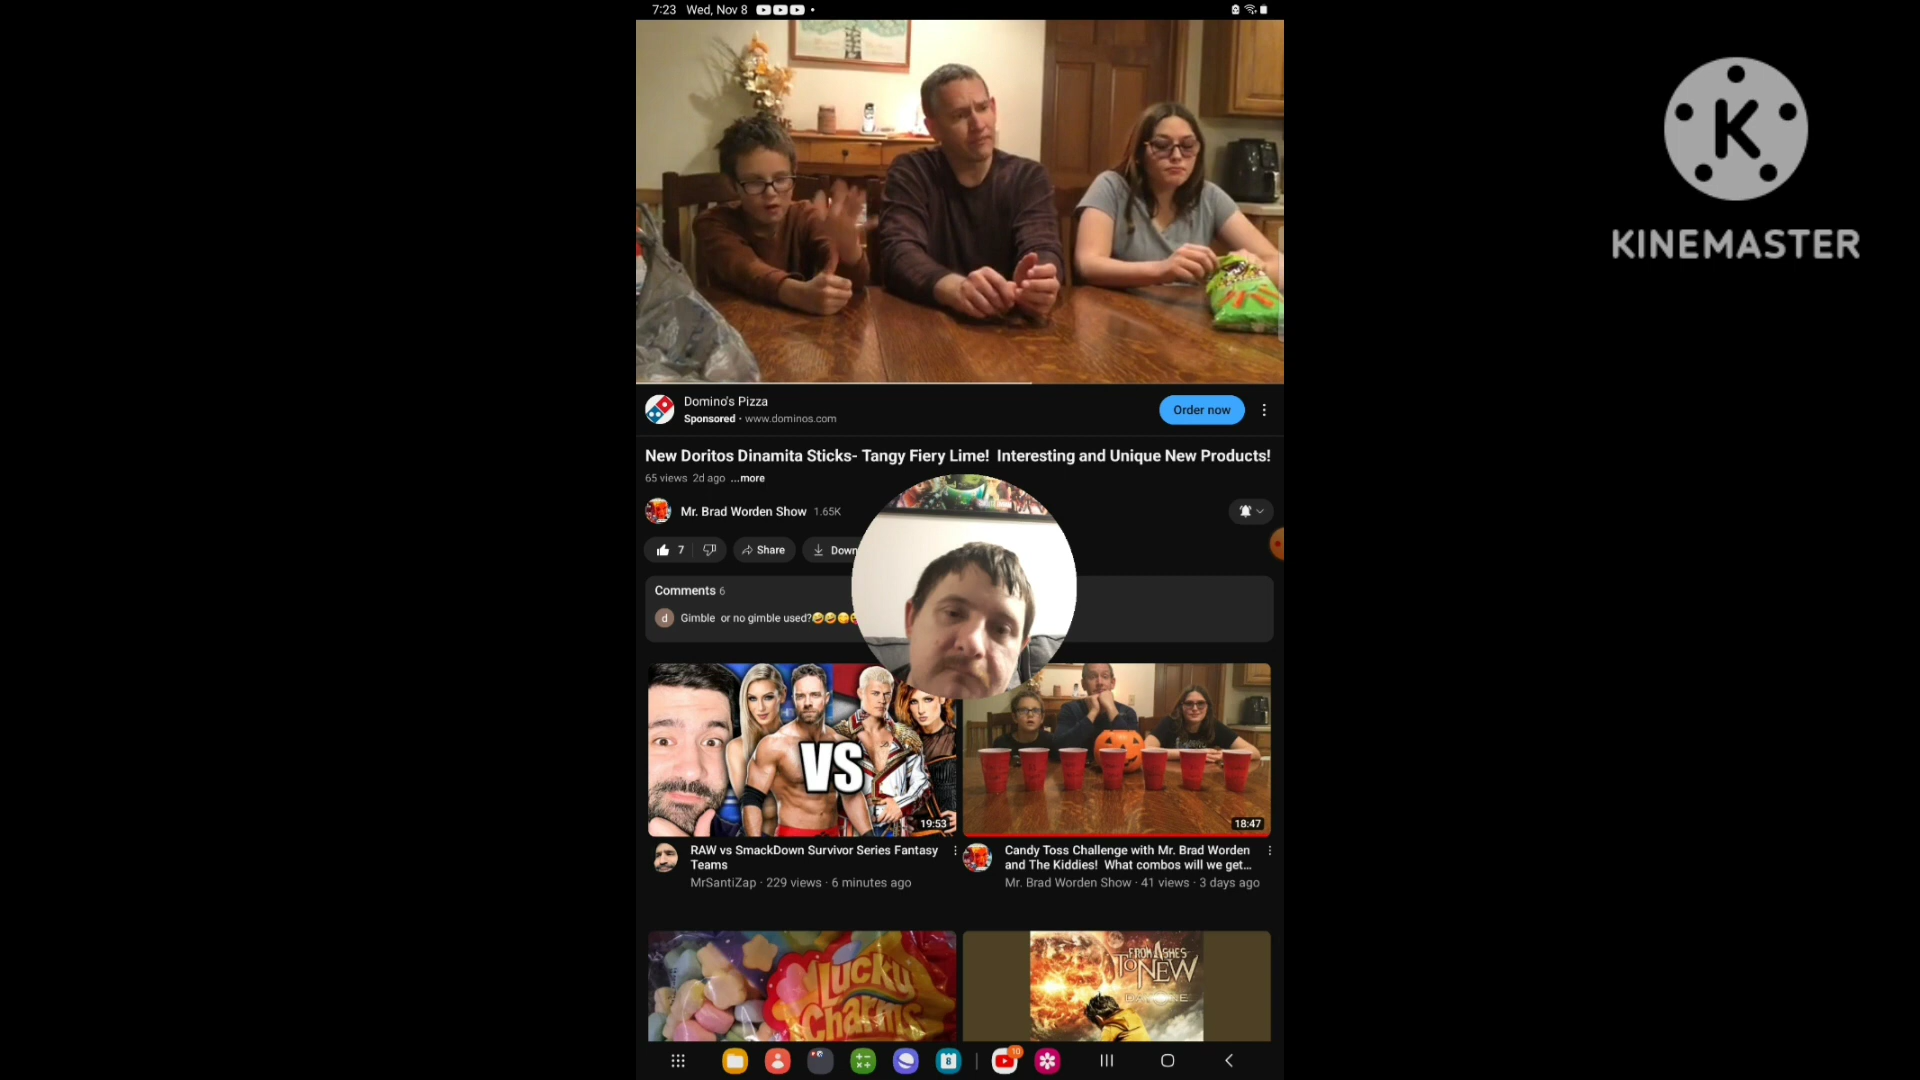 7:23 Wed, Nov 8
K
KINEMASTER
Domino's Pizza
Sponsored · www.dominos.com
Order now
New Doritos Dinamita Sticks- Tangy Fiery Lime! Interesting and Unique New Products!
65 views 2d ago ...more
Mr. Brad Worden Show 1.65K
7
Share
Down
Comments 6
d
Gimble or no gimble used?🤣🤣😋
VS
19:53
18:47
RAW vs SmackDown Survivor Series Fantasy
Teams
MrSantiZap · 229 views · 6 minutes ago
Candy Toss Challenge with Mr. Brad Worden
and The Kiddies! What combos will we get...
Mr. Brad Worden Show · 41 views · 3 days ago
Lucky
Charms
FROM ASHES
TO NEW
8
10